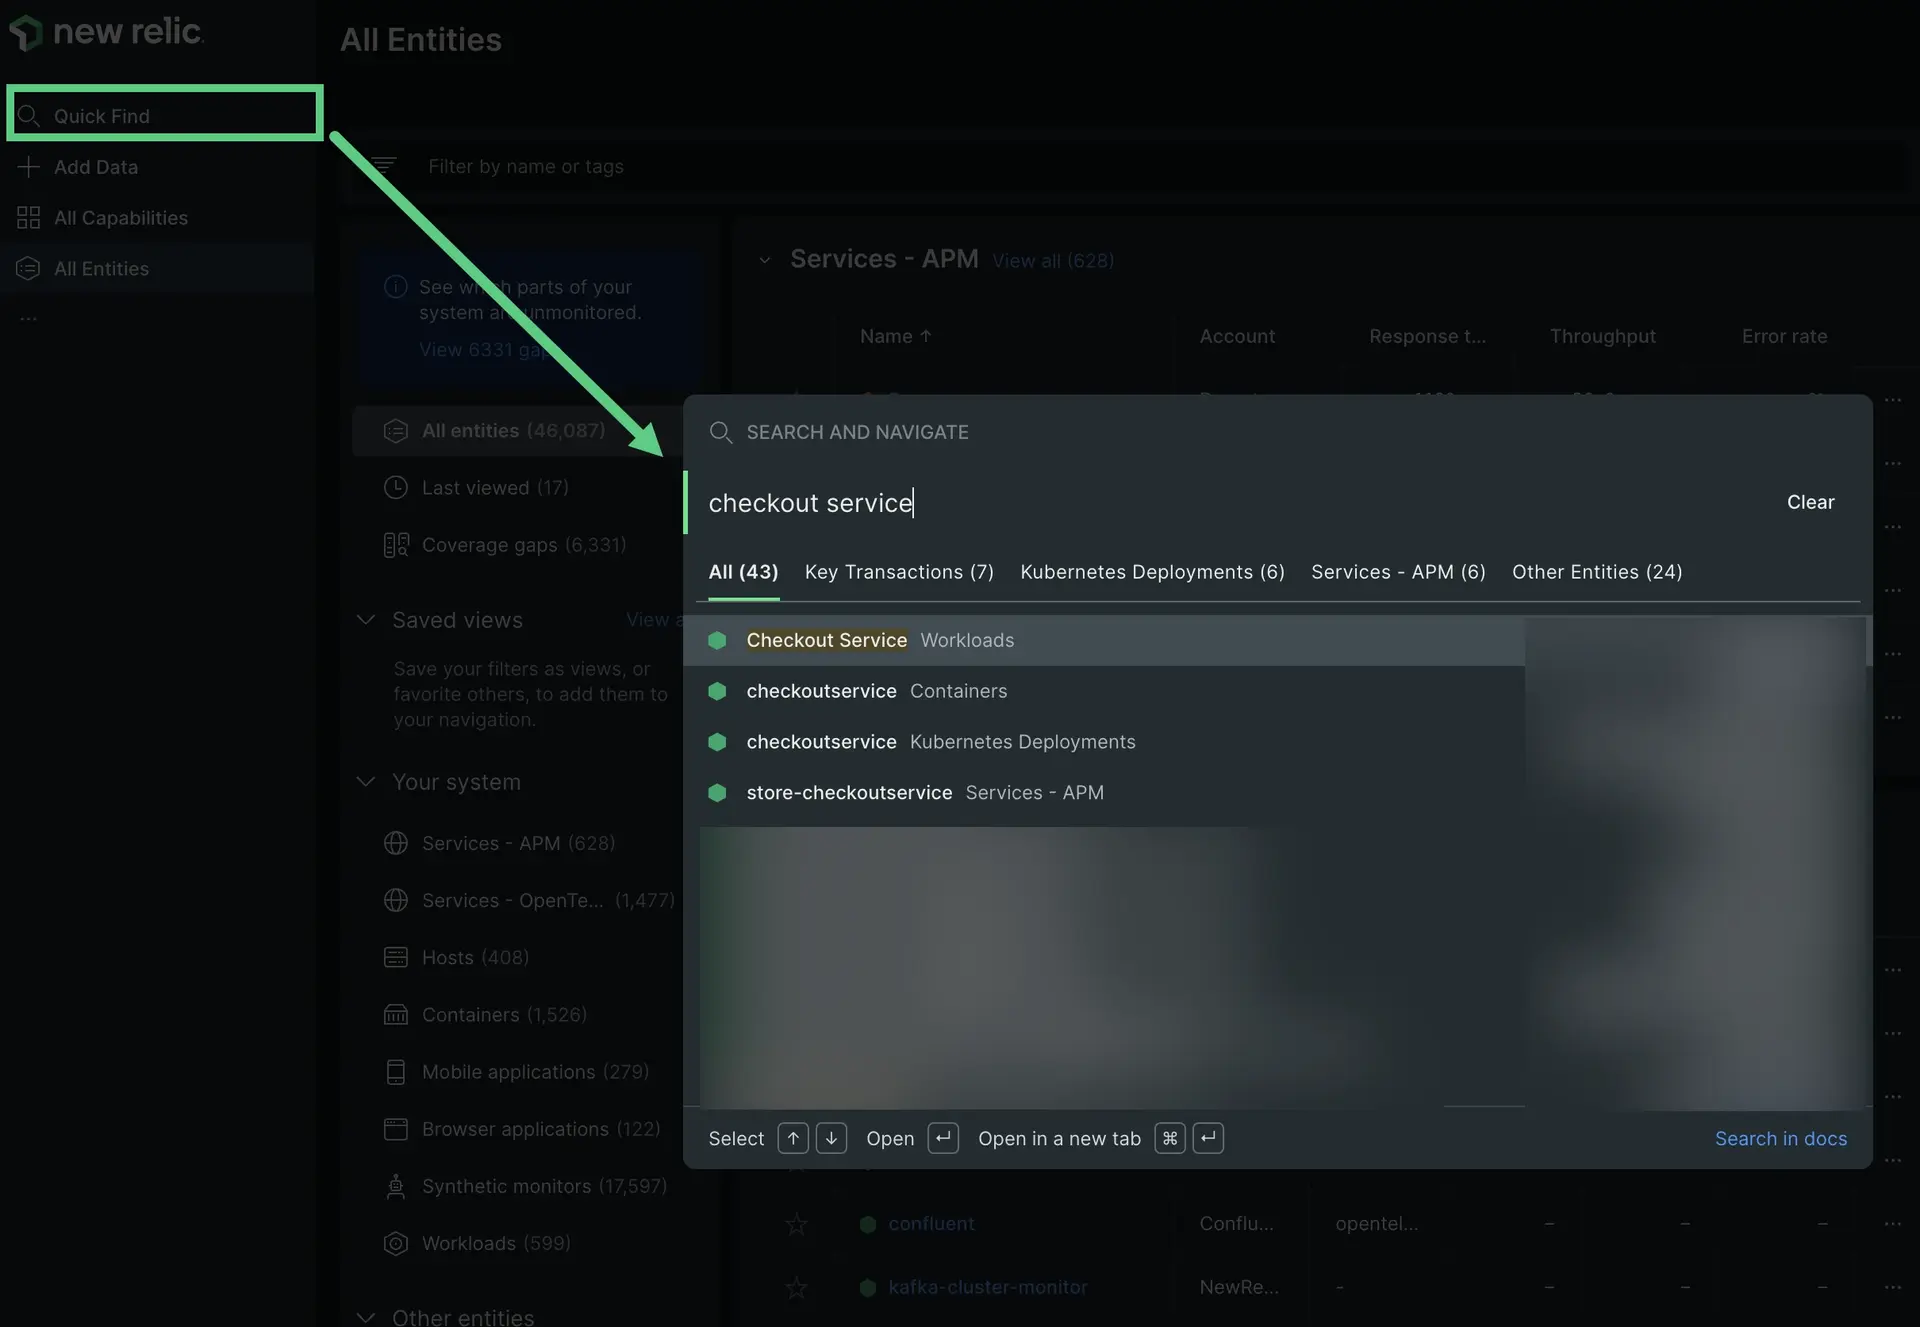 new relic.
Quick Find
Add Data
All Capabilities
All Entities
...
All Entities
Filter by name or tags
See which parts of your
system are unmonitored.
View 6331 gap
All entities (46,087)
Last viewed (17)
Coverage gaps (6,331)
Saved views View a
Save your filters as views, or
favorite others, to add them to
your navigation.
Your system
Services - APM (628)
Services - OpenTe... (1,477)
Hosts (408)
Containers (1,526)
Mobile applications (279)
Browser applications (122)
Synthetic monitors (17,597)
Workloads (599)
Other entities
Services - APM View all (628)
Name ↑ Account Response t... Throughput Error rate
SEARCH AND NAVIGATE
checkout service Clear
All (43) Key Transactions (7) Kubernetes Deployments (6) Services - APM (6) Other Entities (24)
Checkout Service Workloads
checkoutservice Containers
checkoutservice Kubernetes Deployments
store-checkoutservice Services - APM
Select ↑ ↓ Open ↵ Open in a new tab ⌘ ↵ Search in docs
confluent Conflu... opentel... – – – ...
kafka-cluster-monitor NewRe... - – – – ...